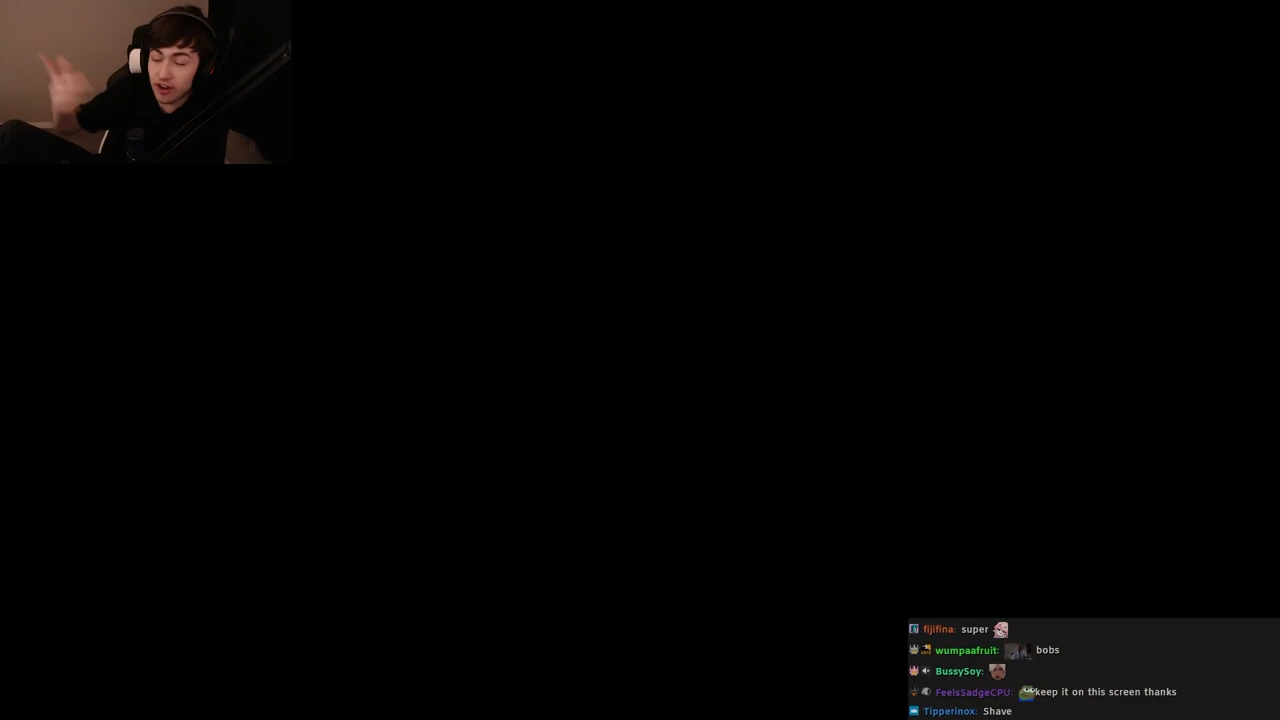 fijifina: super
wumpaafruit: bobs
BussySoy:
FeelsSadgeCPU: keep it on this screen thanks
Tipperinox: Shave